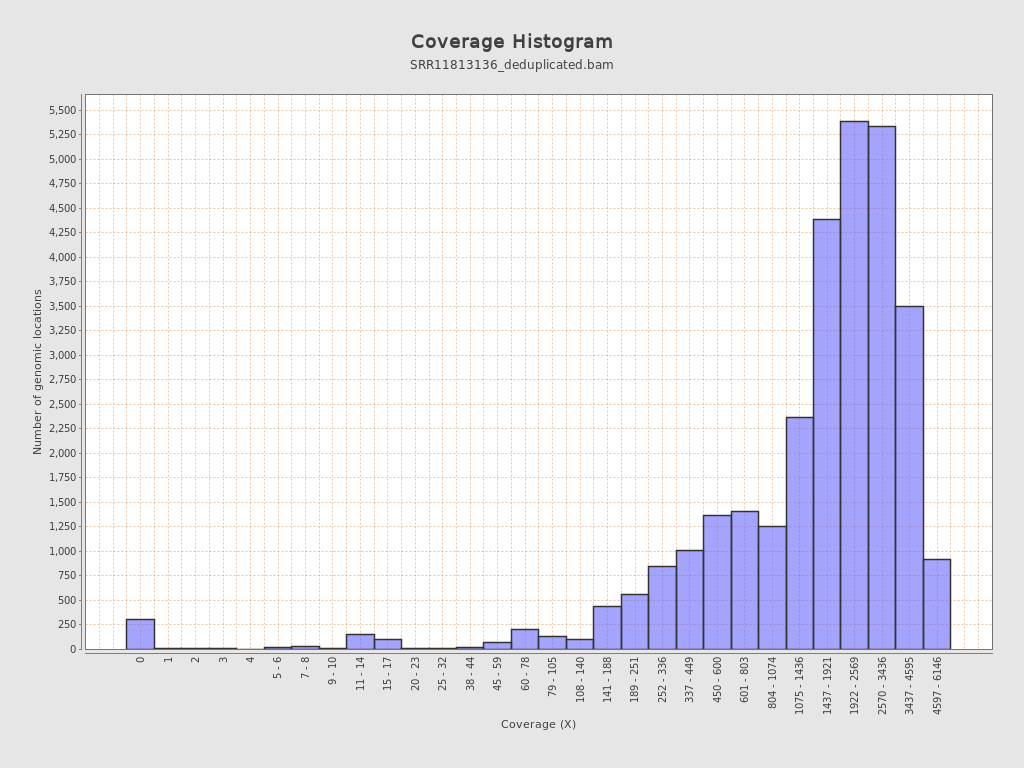 Coverage Histogram
SRR11813136_deduplicated.bam
5,500
5,250
5,000
4,750
4,500
4,250
4,000
3,750
3,500
3,250
3,000
2,750
2,500
2,250
2,000
1,750
1,500
1,250
1,000
750
500
250
0
Number of genomic locations
0
1
2
3
4
5 - 6
7 - 8
9 - 10
11 - 14
15 - 17
20 - 23
25 - 32
38 - 44
45 - 59
60 - 78
79 - 105
108 - 140
141 - 188
189 - 251
252 - 336
337 - 449
450 - 600
601 - 803
804 - 1074
1075 - 1436
1437 - 1921
1922 - 2569
2570 - 3436
3437 - 4595
4597 - 6146
Coverage (X)